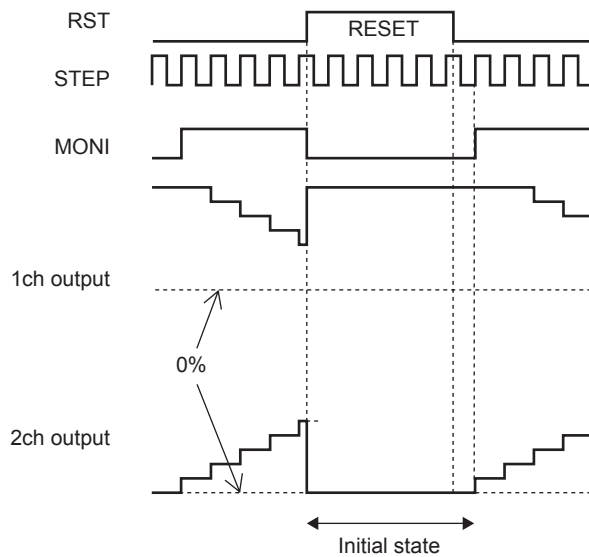 RST
RESET
STEP
MONI
1ch output
0%
2ch output
Initial state